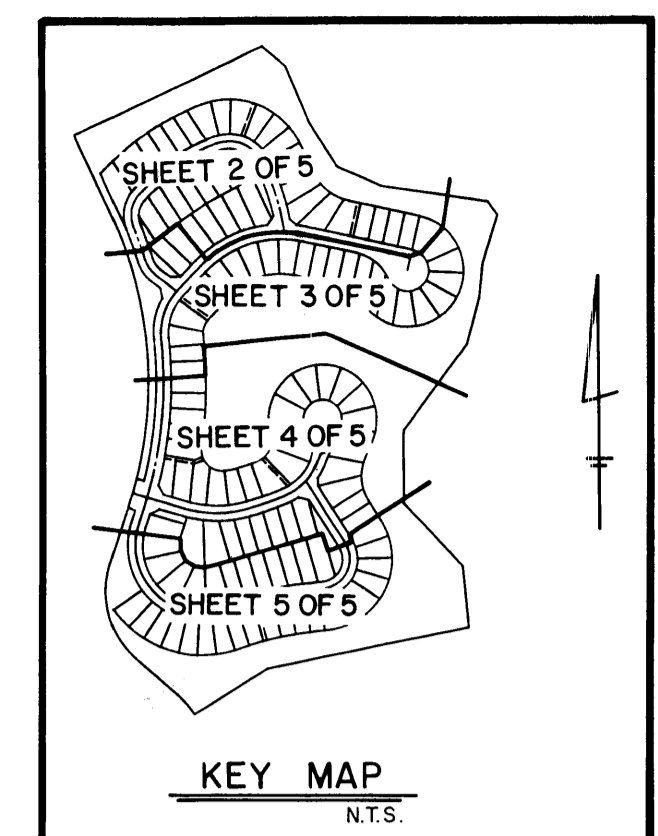 SHEET 2 OF 5
SHEET 3 OF 5
SHEET 4 OF 5
SHEET 5 OF 5
KEY MAP
N.T.S.